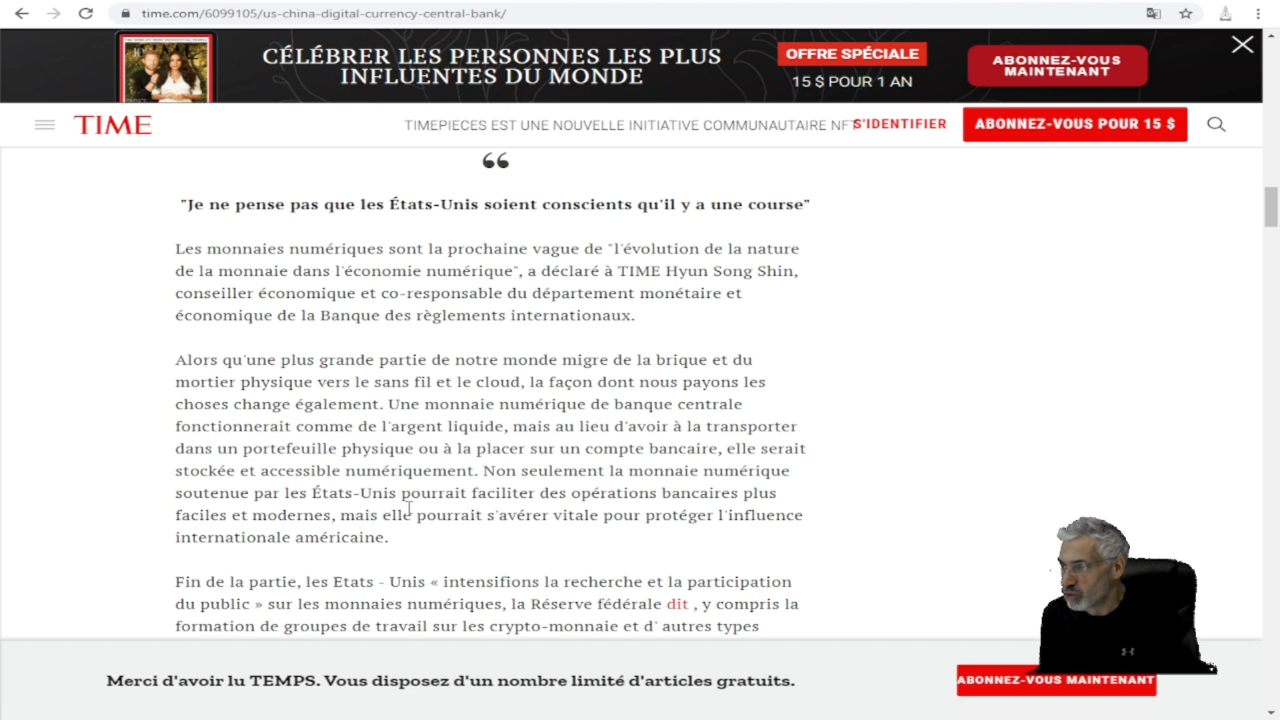 time.com/6099105/us-china-digital-currency-central-bank/
CÉLÉBRER LES PERSONNES LES PLUS
INFLUENTES DU MONDE
OFFRE SPÉCIALE
15 $ POUR 1 AN
ABONNEZ-VOUS
MAINTENANT
TIME
TIMEPIECES EST UNE NOUVELLE INITIATIVE COMMUNAUTAIRE NFT
S'IDENTIFIER
ABONNEZ-VOUS POUR 15 $
“
"Je ne pense pas que les États-Unis soient conscients qu'il y a une course"
Les monnaies numériques sont la prochaine vague de "l'évolution de la nature
de la monnaie dans l'économie numérique", a déclaré à TIME Hyun Song Shin,
conseiller économique et co-responsable du département monétaire et
économique de la Banque des règlements internationaux.
Alors qu'une plus grande partie de notre monde migre de la brique et du
mortier physique vers le sans fil et le cloud, la façon dont nous payons les
choses change également. Une monnaie numérique de banque centrale
fonctionnerait comme de l'argent liquide, mais au lieu d'avoir à la transporter
dans un portefeuille physique ou à la placer sur un compte bancaire, elle serait
stockée et accessible numériquement. Non seulement la monnaie numérique
soutenue par les États-Unis pourrait faciliter des opérations bancaires plus
faciles et modernes, mais elle pourrait s'avérer vitale pour protéger l'influence
internationale américaine.
Fin de la partie, les Etats - Unis « intensifions la recherche et la participation
du public » sur les monnaies numériques, la Réserve fédérale dit , y compris la
formation de groupes de travail sur les crypto-monnaie et d' autres types
Merci d'avoir lu TEMPS. Vous disposez d'un nombre limité d'articles gratuits.
ABONNEZ-VOUS MAINTENANT